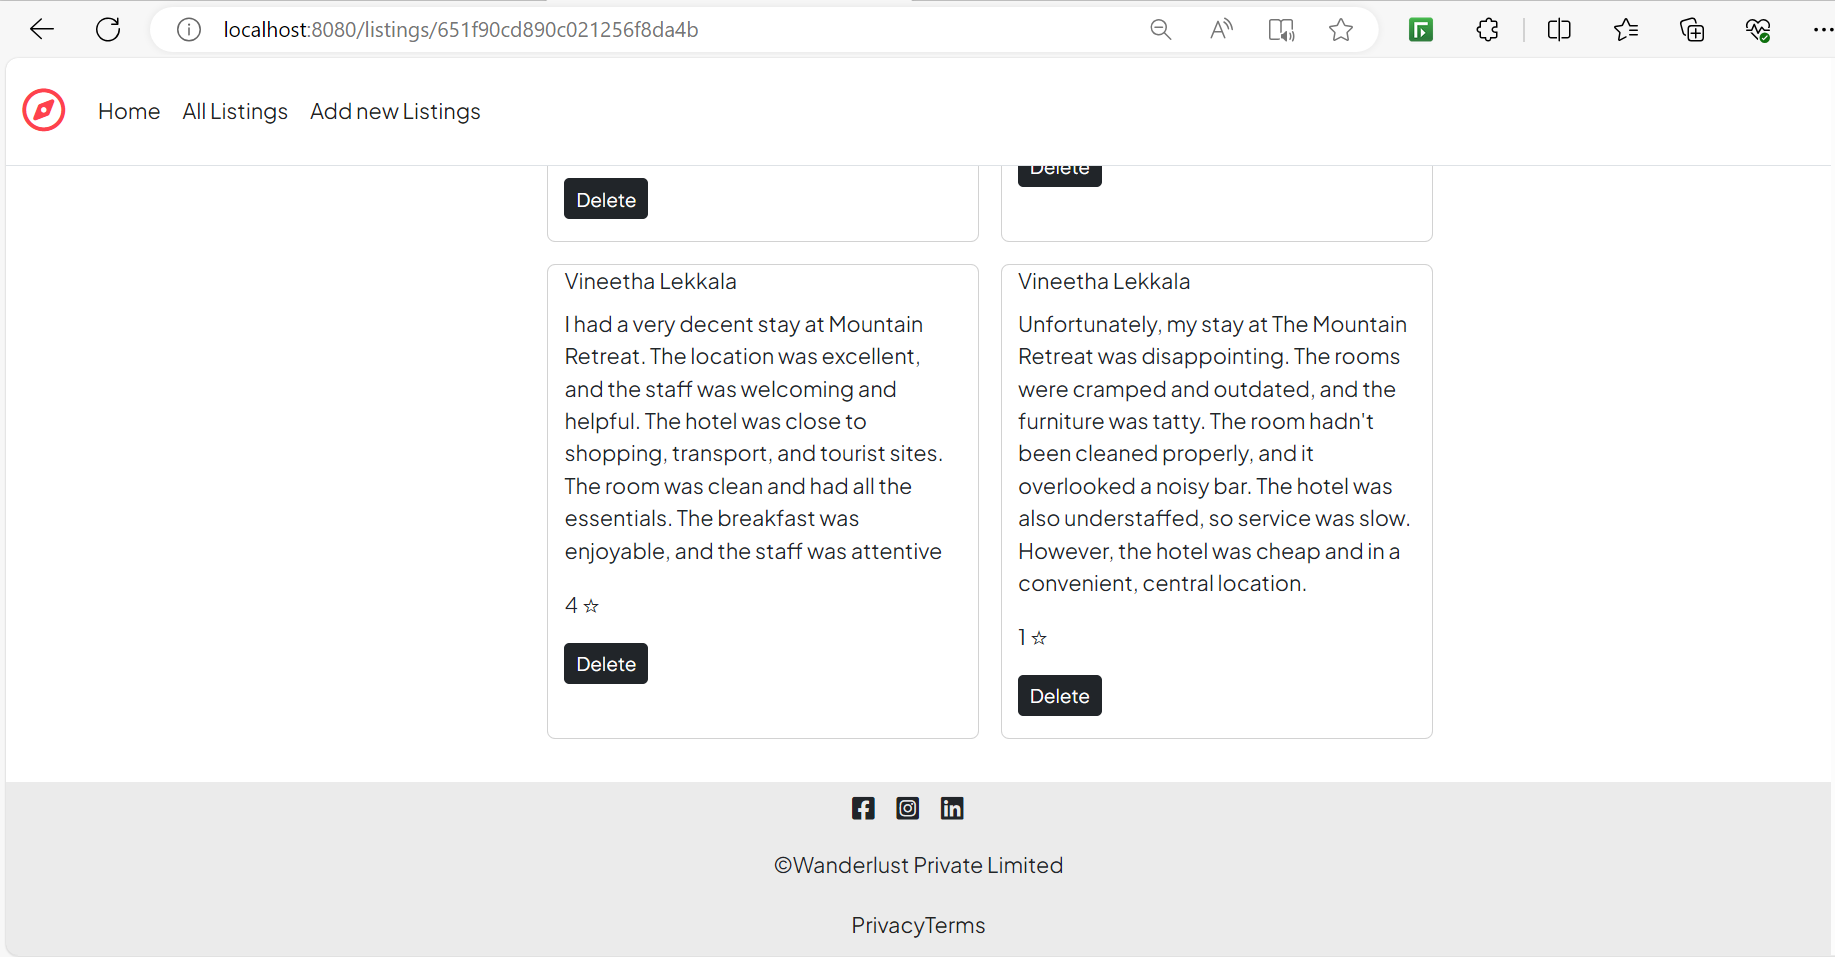 localhost:8080/listings/651f90cd890c021256f8da4b
Home All Listings Add new Listings
Delete
Delete
Vineetha Lekkala
I had a very decent stay at Mountain
Retreat. The location was excellent,
and the staff was welcoming and
helpful. The hotel was close to
shopping, transport, and tourist sites.
The room was clean and had all the
essentials. The breakfast was
enjoyable, and the staff was attentive
4 ☆
Delete
Vineetha Lekkala
Unfortunately, my stay at The Mountain
Retreat was disappointing. The rooms
were cramped and outdated, and the
furniture was tatty. The room hadn't
been cleaned properly, and it
overlooked a noisy bar. The hotel was
also understaffed, so service was slow.
However, the hotel was cheap and in a
convenient, central location.
1 ☆
Delete
©Wanderlust Private Limited
PrivacyTerms